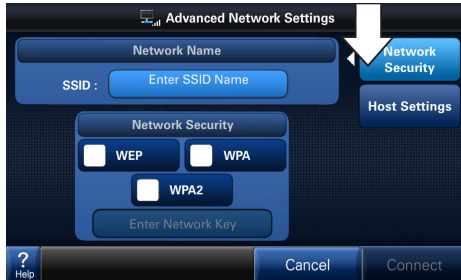 Advanced Network Settings
Network Name
SSID :
Enter SSID Name
Network Security
WEP
WPA
WPA2
Enter Network Key
Network
Security
Host Settings
?
Help
Cancel
Connect